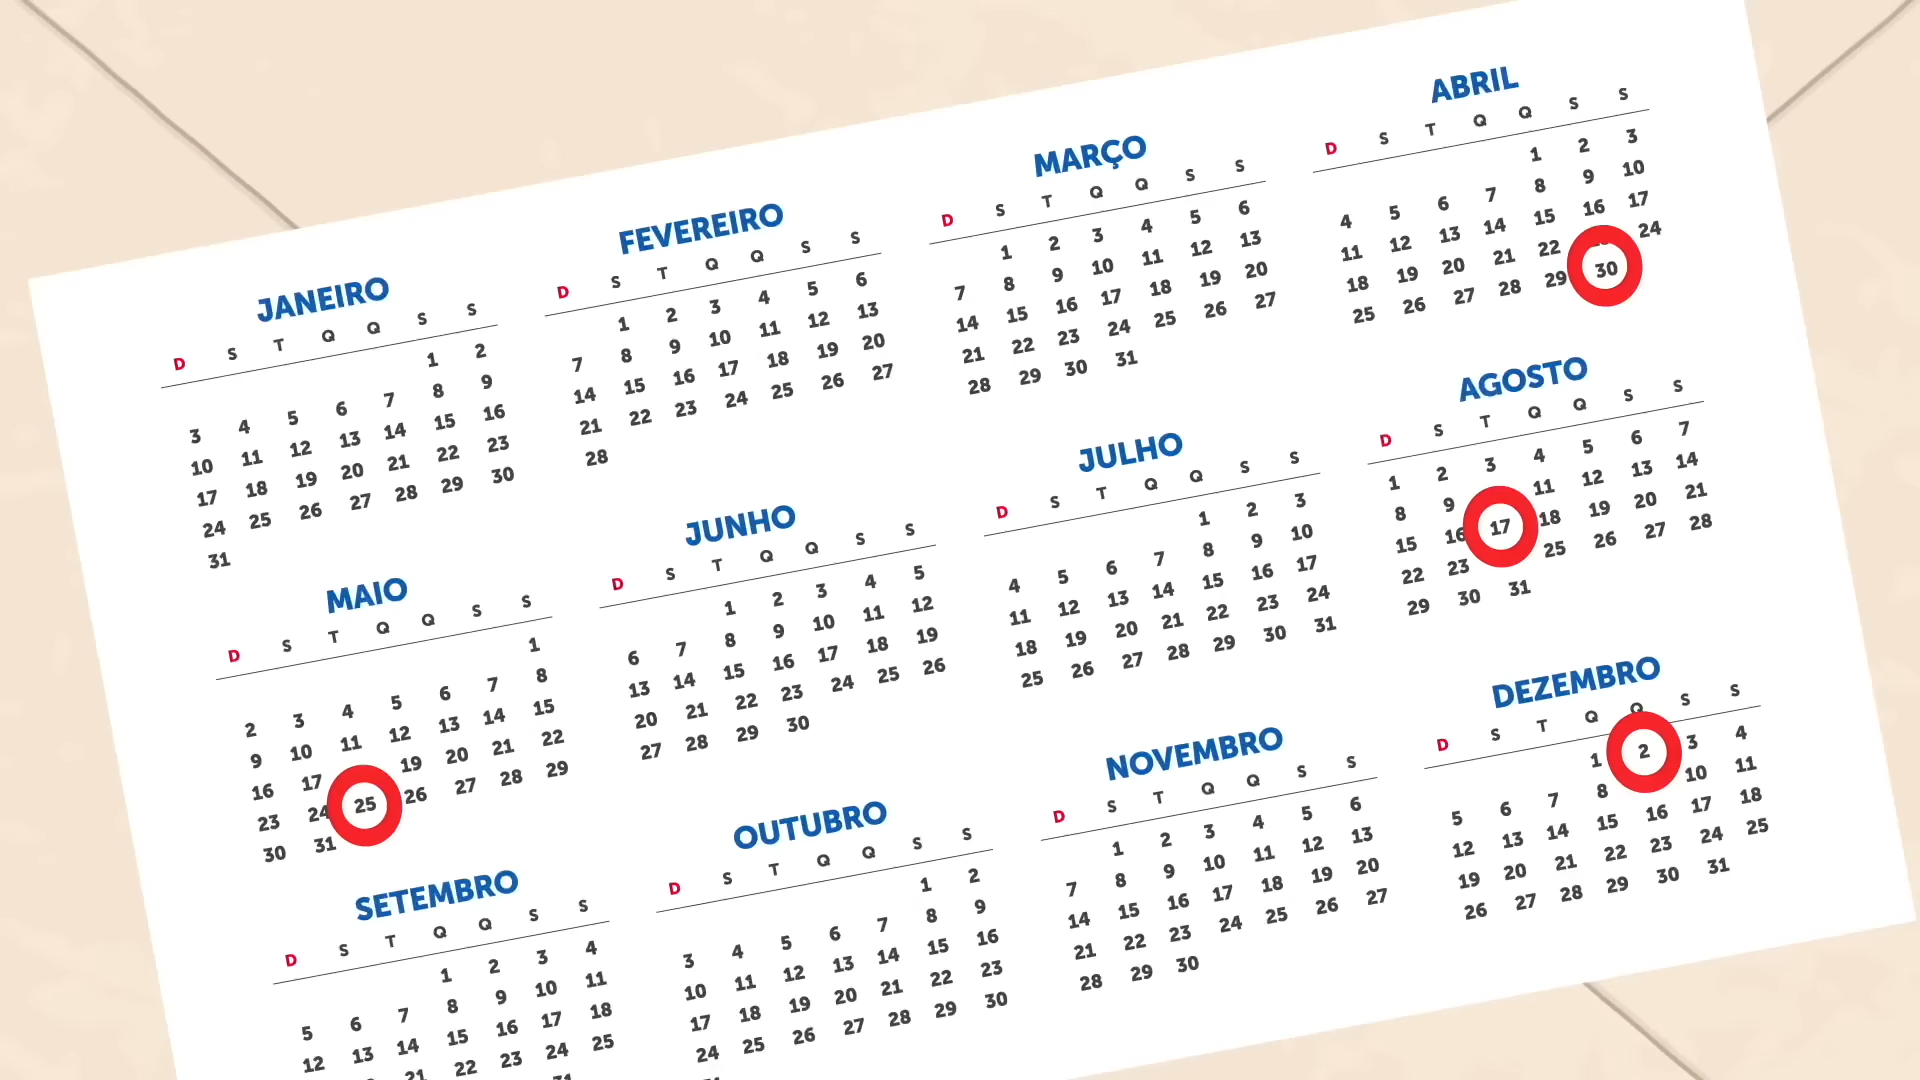 JANEIRO
D S T Q Q S S
1 2
3 4 5 6 7 8 9
10 11 12 13 14 15 16
17 18 19 20 21 22 23
24 25 26 27 28 29 30
31
FEVEREIRO
D S T Q Q S S
1 2 3 4 5 6
7 8 9 10 11 12 13
14 15 16 17 18 19 20
21 22 23 24 25 26 27
28
MARÇO
D S T Q Q S S
1 2 3 4 5 6
7 8 9 10 11 12 13
14 15 16 17 18 19 20
21 22 23 24 25 26 27
28 29 30 31
ABRIL
D S T Q Q S S
1 2 3
4 5 6 7 8 9 10
11 12 13 14 15 16 17
18 19 20 21 22 24
25 26 27 28 29 30
MAIO
D S T Q Q S S
1
2 3 4 5 6 7 8
9 10 11 12 13 14 15
16 17 19 20 21 22
23 24 25 26 27 28 29
30 31
JUNHO
D S T Q Q S S
1 2 3 4 5
6 7 8 9 10 11 12
13 14 15 16 17 18 19
20 21 22 23 24 25 26
27 28 29 30
JULHO
D S T Q Q S S
1 2 3
4 5 6 7 8 9 10
11 12 13 14 15 16 17
18 19 20 21 22 23 24
25 26 27 28 29 30 31
AGOSTO
D S T Q Q S S
1 2 3 4 5 6 7
8 9 11 12 13 14
15 16 17 18 19 20 21
22 23 25 26 27 28
29 30 31
SETEMBRO
D S T Q Q S S
1 2 3 4
5 6 7 8 9 10 11
12 13 14 15 16 17 18
21 22 23 24 25
OUTUBRO
D S T Q Q S S
1 2
3 4 5 6 7 8 9
10 11 12 13 14 15 16
17 18 19 20 21 22 23
24 25 26 27 28 29 30
NOVEMBRO
D S T Q Q S S
1 2 3 4 5 6
7 8 9 10 11 12 13
14 15 16 17 18 19 20
21 22 23 24 25 26 27
28 29 30
DEZEMBRO
D S T Q Q S S
1 2 3 4
5 6 7 8 10 11
12 13 14 15 16 17 18
19 20 21 22 23 24 25
26 27 28 29 30 31